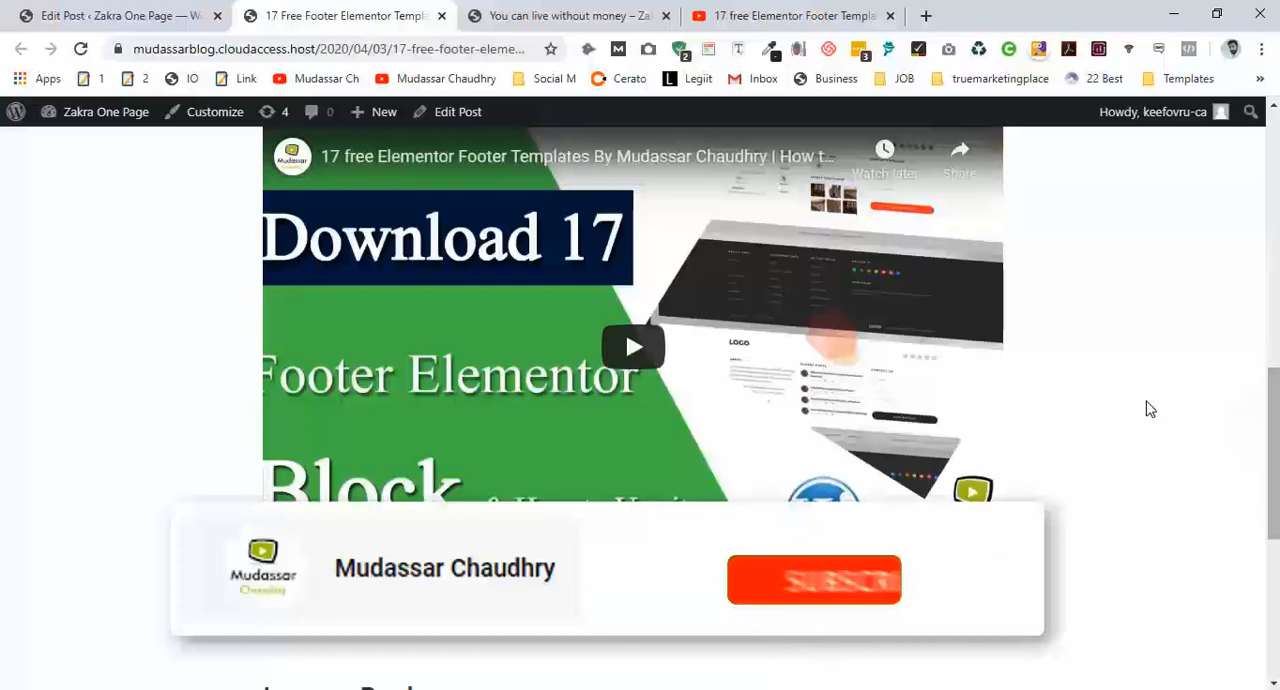 Edit Post ‹ Zakra One Page — W
17 Free Footer Elementor Templ
You can live without money – Za
17 free Elementor Footer Templa
mudassarblog.cloudaccess.host/2020/04/03/17-free-footer-eleme...
Apps
1
2
IO
Link
Mudassar Ch
Mudassar Chaudhry
Social M
Cerato
Legiit
Inbox
Business
JOB
truemarketingplace
22 Best
Templates
Zakra One Page
Customize
4
0
New
Edit Post
Howdy, keefovru-ca
17 free Elementor Footer Templates By Mudassar Chaudhry | How t...
Watch later
Share
Download 17
Footer Elementor
Block
LOGO
Mudassar
Mudassar Chaudhry